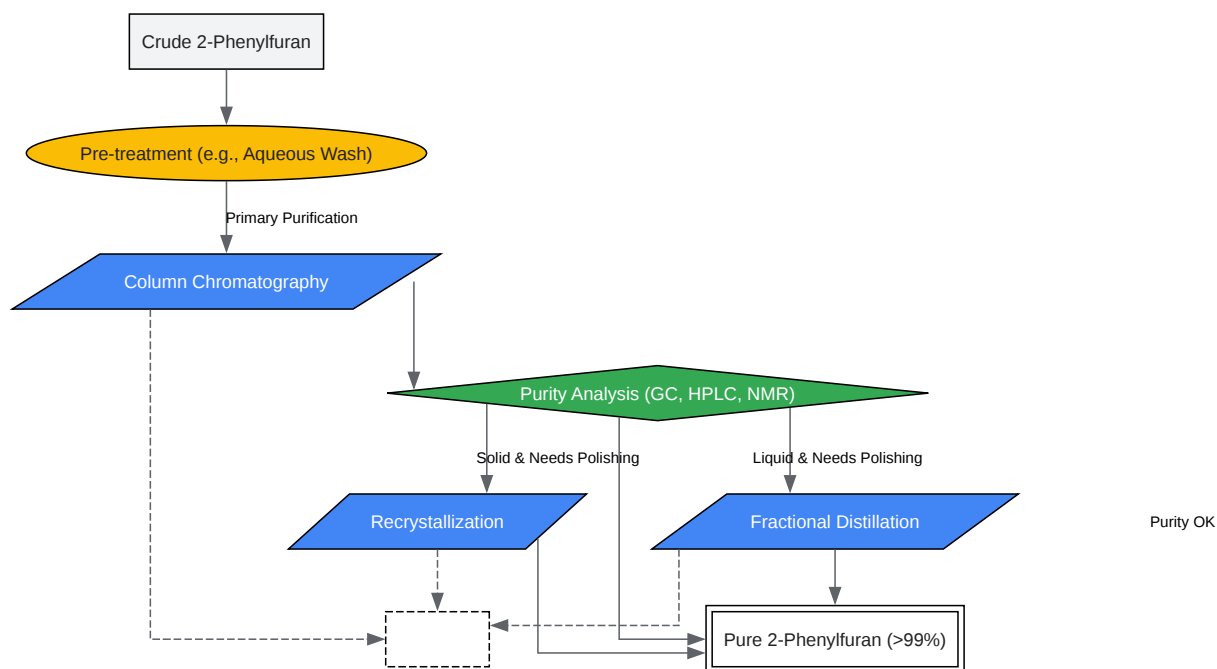 Crude 2-Phenylfuran
Pre-treatment (e.g., Aqueous Wash)
Primary Purification
Column Chromatography
Purity Analysis (GC, HPLC, NMR)
Solid & Needs Polishing
Liquid & Needs Polishing
Recrystallization
Fractional Distillation
Purity OK
Pure 2-Phenylfuran (>99%)